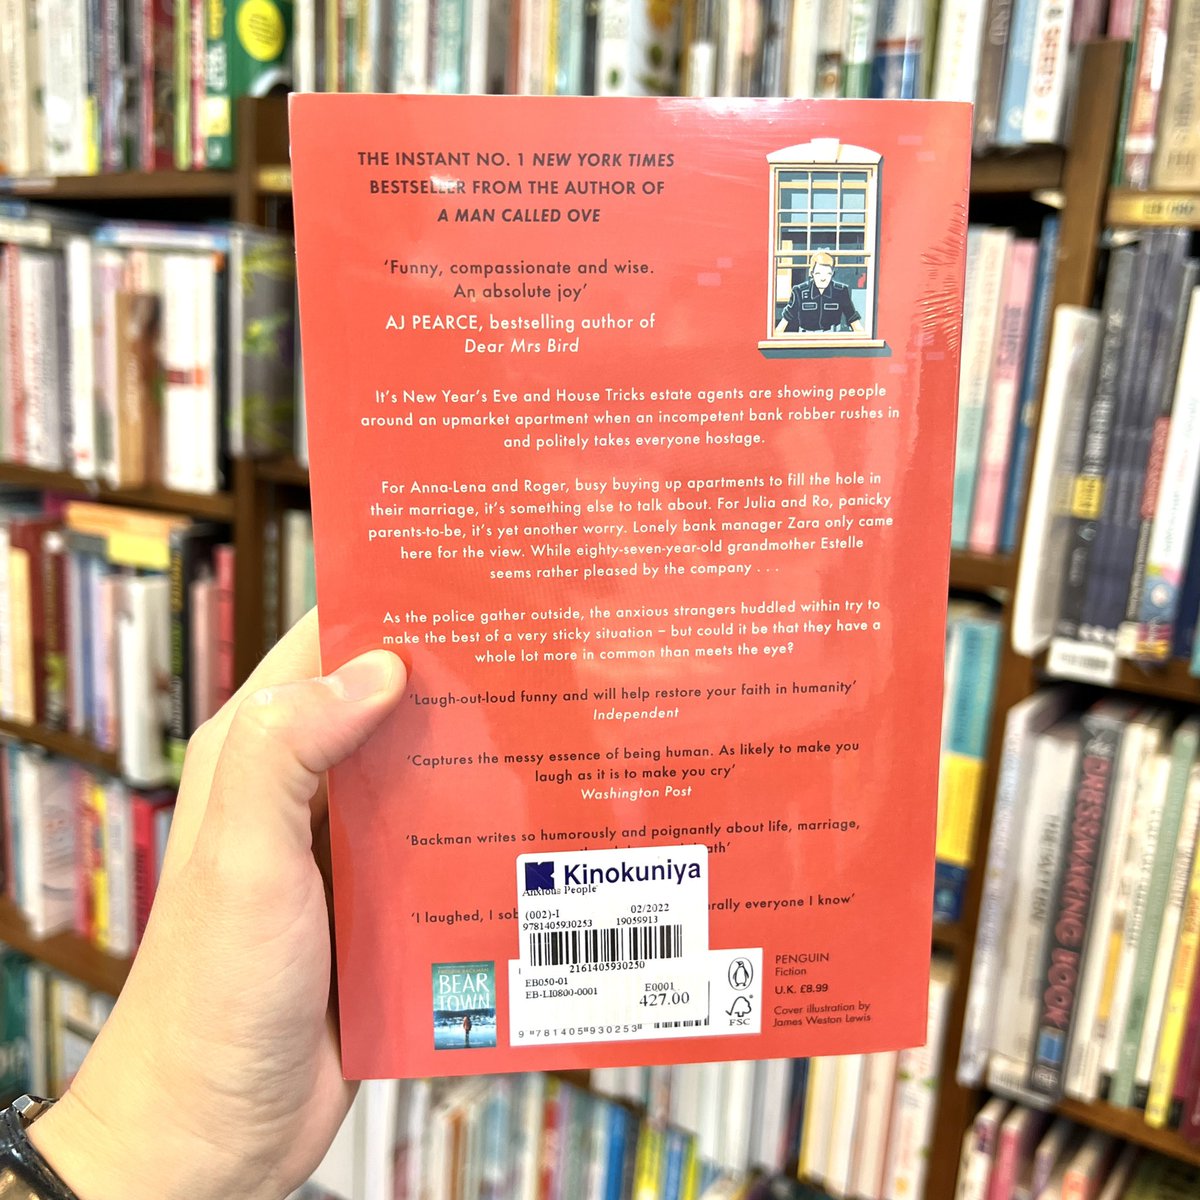 THE INSTANT NO. 1 NEW YORK TIMES
BESTSELLER FROM THE AUTHOR OF
A MAN CALLED OVE
‘Funny, compassionate and wise.
An absolute joy’
AJ PEARCE, bestselling author of
Dear Mrs Bird
It’s New Year’s Eve and House Tricks estate agents are showing people
around an upmarket apartment when an incompetent bank robber rushes in
and politely takes everyone hostage.
For Anna-Lena and Roger, busy buying up apartments to fill the hole in
their marriage, it’s something else to talk about. For Julia and Ro, panicky
parents-to-be, it’s yet another worry. Lonely bank manager Zara only came
here for the view. While eighty-seven-year-old grandmother Estelle
seems rather pleased by the company . . .
As the police gather outside, the anxious strangers huddled within try to
make the best of a very sticky situation – but could it be that they have a
whole lot more in common than meets the eye?
‘Laugh-out-loud funny and will help restore your faith in humanity’
Independent
‘Captures the messy essence of being human. As likely to make you
laugh as it is to make you cry’
Washington Post
‘Backman writes so humorously and poignantly about life, marriage,
‘I laughed, I everyone I know’
Kinokuniya
Anxious People
(002)-I 02/2022
9781405930253 19059913
2161405930250
EB050-01
EB-LI0800-0001 E0001
427.00
9 781405 930253
BEAR
TOWN
FSC
PENGUIN
Fiction
U.K. £8.99
Cover illustration by
James Weston Lewis
THE PATTERN
DRESSMAKING BOOK